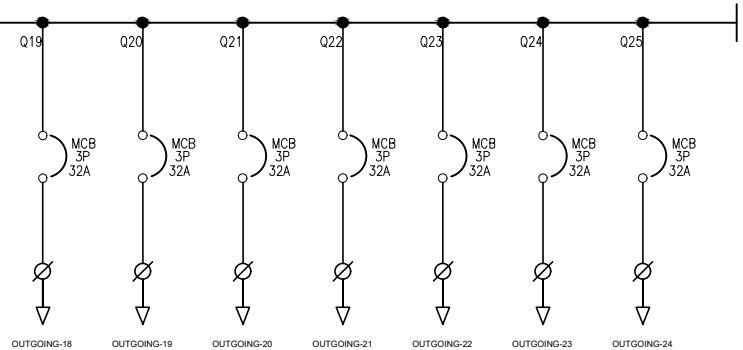 Q19 Q20 Q21 Q22 Q23 Q24 Q25
MCB MCB MCB MCB MCB MCB MCB
3P 3P 3P 3P 3P 3P 3P
32A 32A 32A 32A 32A 32A 32A
OUTGOING-18 OUTGOING-19 OUTGOING-20 OUTGOING-21 OUTGOING-22 OUTGOING-23 OUTGOING-24